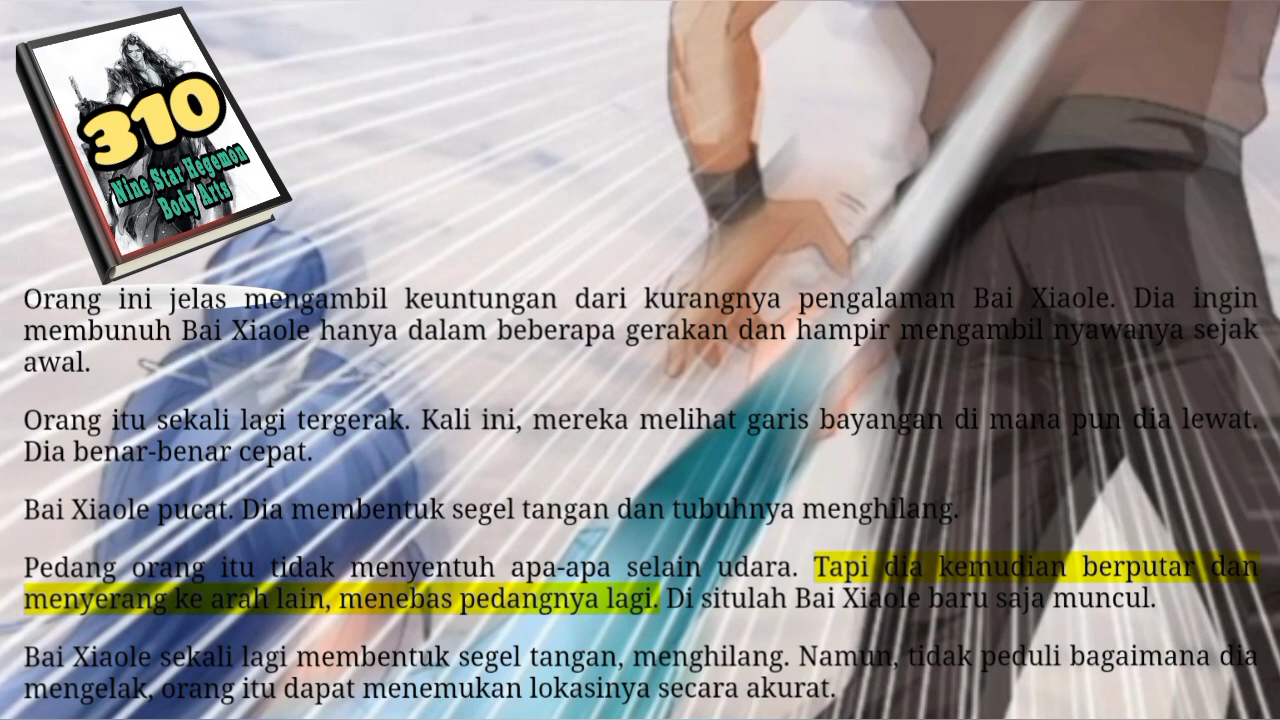 310
Nine Star Hegemon
Body Arts
Orang ini jelas mengambil keuntungan dari kurangnya pengalaman Bai Xiaole. Dia ingin
membunuh Bai Xiaole hanya dalam beberapa gerakan dan hampir mengambil nyawanya sejak
awal.
Orang itu sekali lagi tergerak. Kali ini, mereka melihat garis bayangan di mana pun dia lewat.
Dia benar-benar cepat.
Bai Xiaole pucat. Dia membentuk segel tangan dan tubuhnya menghilang.
Pedang orang itu tidak menyentuh apa-apa selain udara. Tapi dia kemudian berputar dan
menyerang ke arah lain, menebas pedangnya lagi. Di situlah Bai Xiaole baru saja muncul.
Bai Xiaole sekali lagi membentuk segel tangan, menghilang. Namun, tidak peduli bagaimana dia
mengelak, orang itu dapat menemukan lokasinya secara akurat.